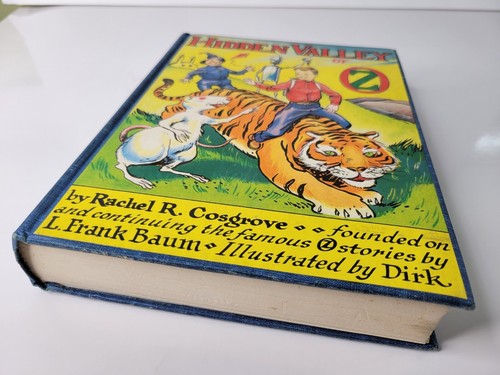 HIDDEN VALLEY
OF
OZ
by Rachel R. Cosgrove • • founded on
and continuing the famous OZ stories by
L. Frank Baum • Illustrated by Dirk